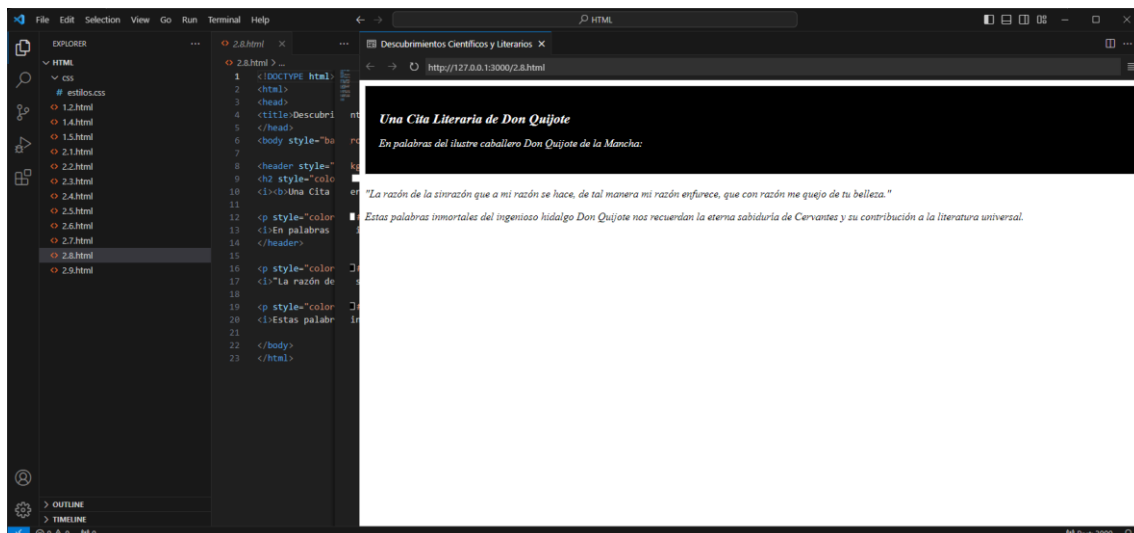 File Edit Selection View Go Run Terminal Help
HTML
EXPLORER
HTML
css
# estilos.css
1.2.html
1.4.html
1.5.html
2.1.html
2.2.html
2.3.html
2.4.html
2.5.html
2.6.html
2.7.html
2.8.html
2.9.html
OUTLINE
TIMELINE
2.8.html
2.8.html > ...
1 <!DOCTYPE html>
2 <html>
3 <head>
4 <title>Descubri
5 </head>
6 <body style="ba
7
8 <header style="
9 <h2 style="colo
10 <i><b>Una Cita
11
12 <p style="color
13 <i>En palabras
14 </header>
15
16 <p style="color
17 <i>"La razón de
18
19 <p style="color
20 <i>Estas palabr
21
22 </body>
23 </html>
Descubrimientos Científicos y Literarios
http://127.0.0.1:3000/2.8.html
Una Cita Literaria de Don Quijote
En palabras del ilustre caballero Don Quijote de la Mancha:
"La razón de la sinrazón que a mi razón se hace, de tal manera mi razón enfurece, que con razón me quejo de tu belleza."
Estas palabras inmortales del ingenioso hidalgo Don Quijote nos recuerdan la eterna sabiduría de Cervantes y su contribución a la literatura universal.